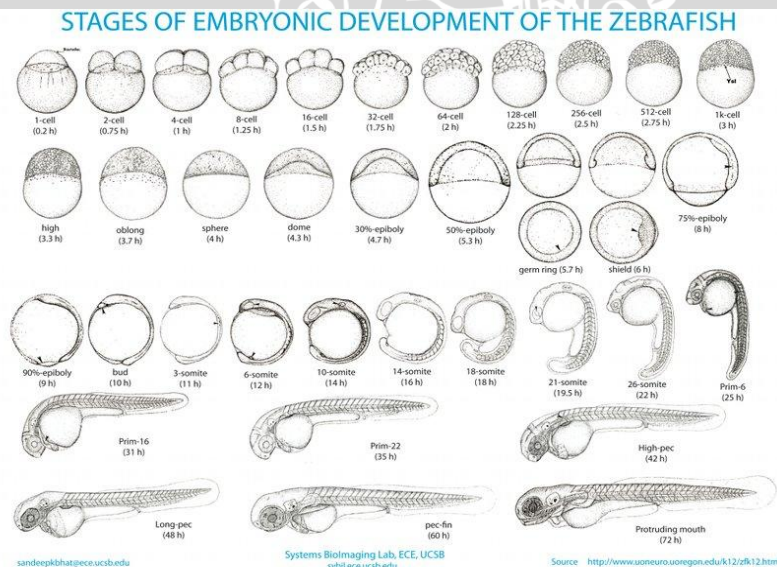 STAGES OF EMBRYONIC DEVELOPMENT OF THE ZEBRAFISH
1-cell
(0.2 h)
2-cell
(0.75 h)
4-cell
(1 h)
8-cell
(1.25 h)
16-cell
(1.5 h)
32-cell
(1.75 h)
64-cell
(2 h)
128-cell
(2.25 h)
256-cell
(2.5 h)
512-cell
(2.75 h)
1k-cell
(3 h)
high
(3.3 h)
oblong
(3.7 h)
sphere
(4 h)
dome
(4.3 h)
30%-epiboly
(4.7 h)
50%-epiboly
(5.3 h)
germ ring (5.7 h)
shield (6 h)
75%-epiboly
(8 h)
90%-epiboly
(9 h)
bud
(10 h)
3-somite
(11 h)
6-somite
(12 h)
10-somite
(14 h)
14-somite
(16 h)
18-somite
(18 h)
21-somite
(19.5 h)
26-somite
(22 h)
Prim-6
(25 h)
Prim-16
(31 h)
Prim-22
(35 h)
High-pec
(42 h)
Long-pec
(48 h)
pec-fin
(60 h)
Protruding mouth
(72 h)
sandeepkbhat@ece.ucsb.edu
Systems BioImaging Lab, ECE, UCSB
sybil.ece.ucsb.edu
Source http://www.uoneuro.uoregon.edu/k12/zfk12.htm